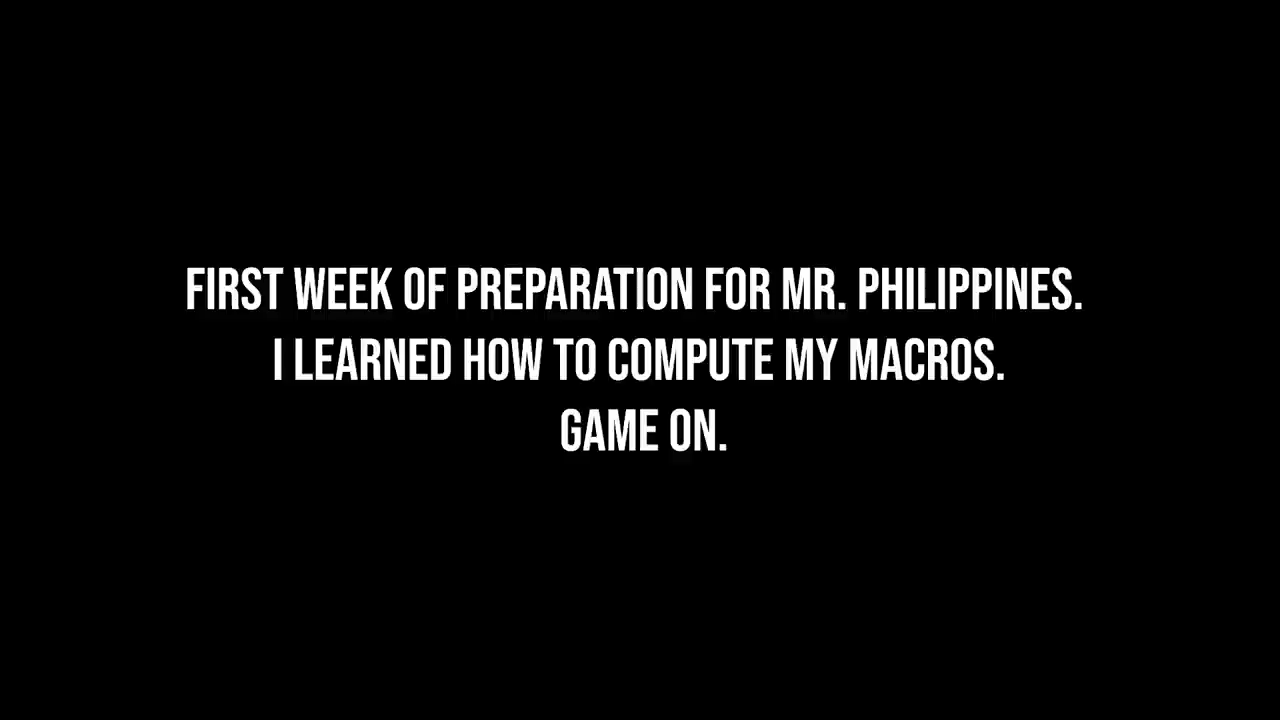 FIRST WEEK OF PREPARATION FOR MR. PHILIPPINES.
I LEARNED HOW TO COMPUTE MY MACROS.
GAME ON.